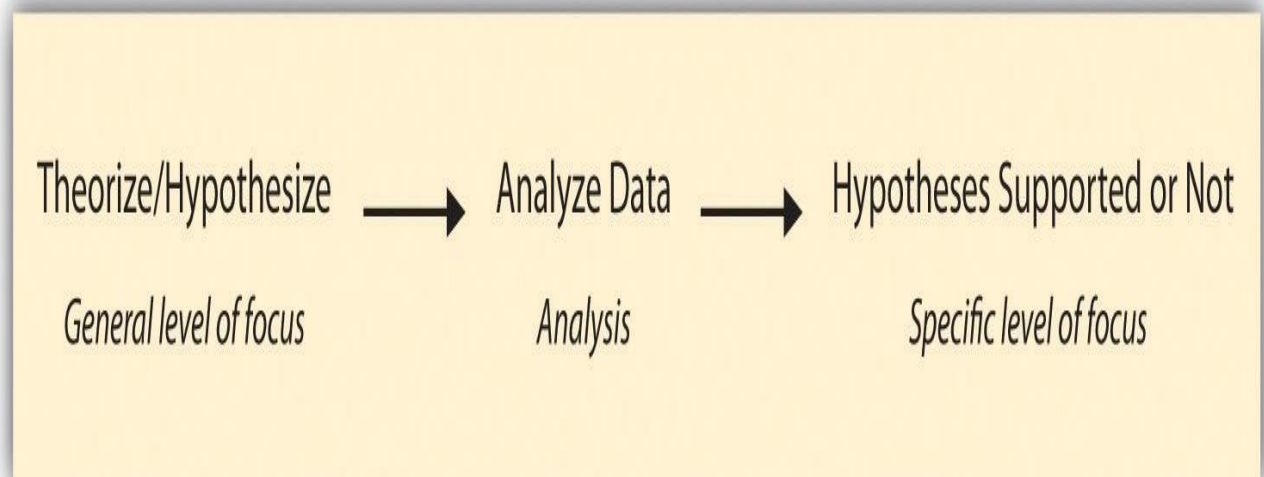 Theorize/Hypothesize → Analyze Data → Hypotheses Supported or Not
General level of focus Analysis Specific level of focus